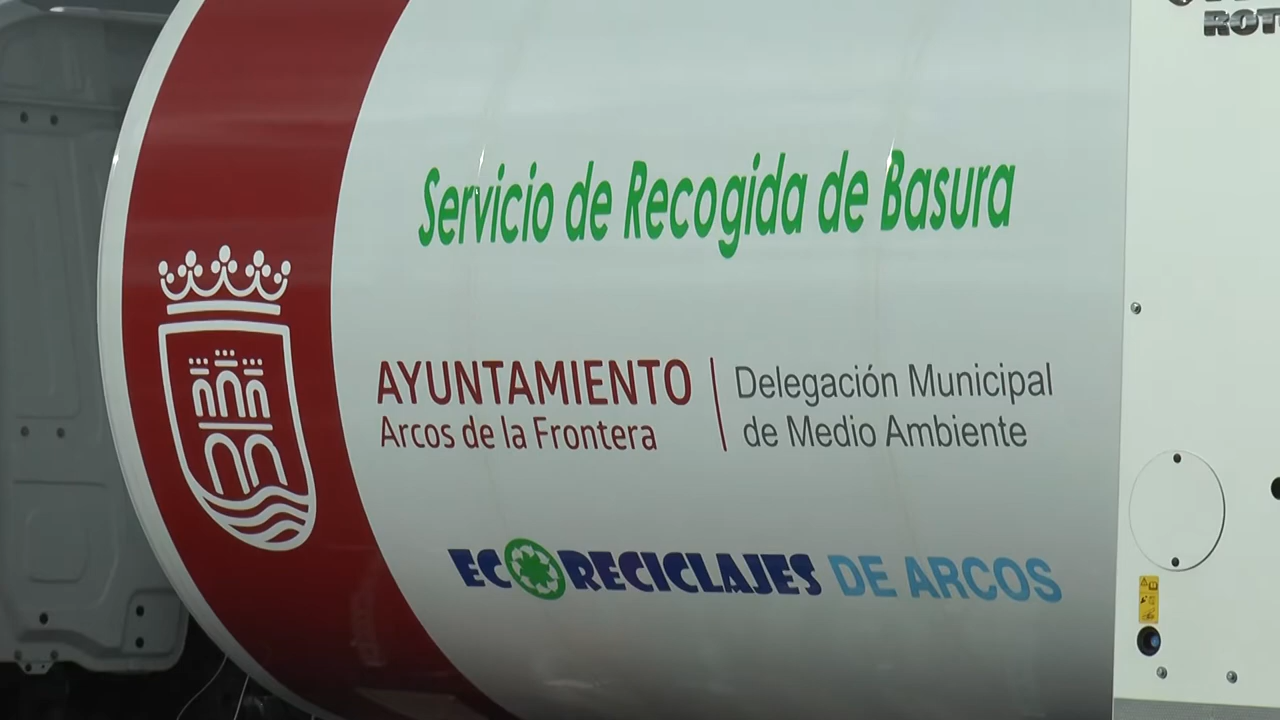 Servicio de Recogida de Basura
AYUNTAMIENTO
Arcos de la Frontera
Delegación Municipal
de Medio Ambiente
ECORECICLAJES DE ARCOS